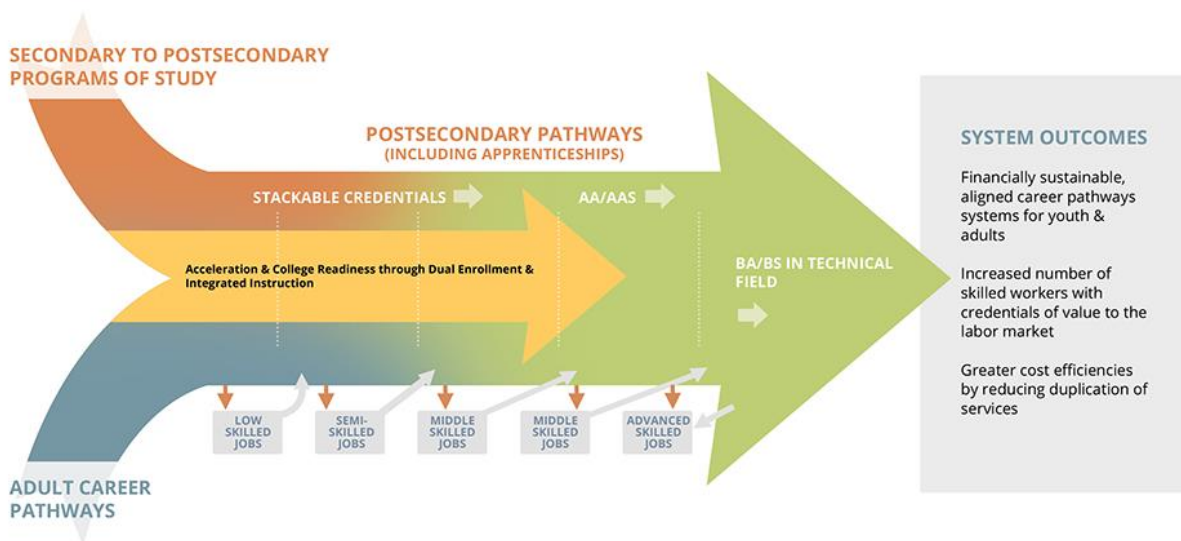 SECONDARY TO POSTSECONDARY
PROGRAMS OF STUDY
POSTSECONDARY PATHWAYS
(INCLUDING APPRENTICESHIPS)
STACKABLE CREDENTIALS
AA/AAS
Acceleration & College Readiness through Dual Enrollment &
Integrated Instruction
BA/BS IN TECHNICAL
FIELD
LOW
SKILLED
JOBS
SEMI-
SKILLED
JOBS
MIDDLE
SKILLED
JOBS
MIDDLE
SKILLED
JOBS
ADVANCED
SKILLED
JOBS
ADULT CAREER
PATHWAYS
SYSTEM OUTCOMES
Financially sustainable,
aligned career pathways
systems for youth &
adults
Increased number of
skilled workers with
credentials of value to the
labor market
Greater cost efficiencies
by reducing duplication of
services